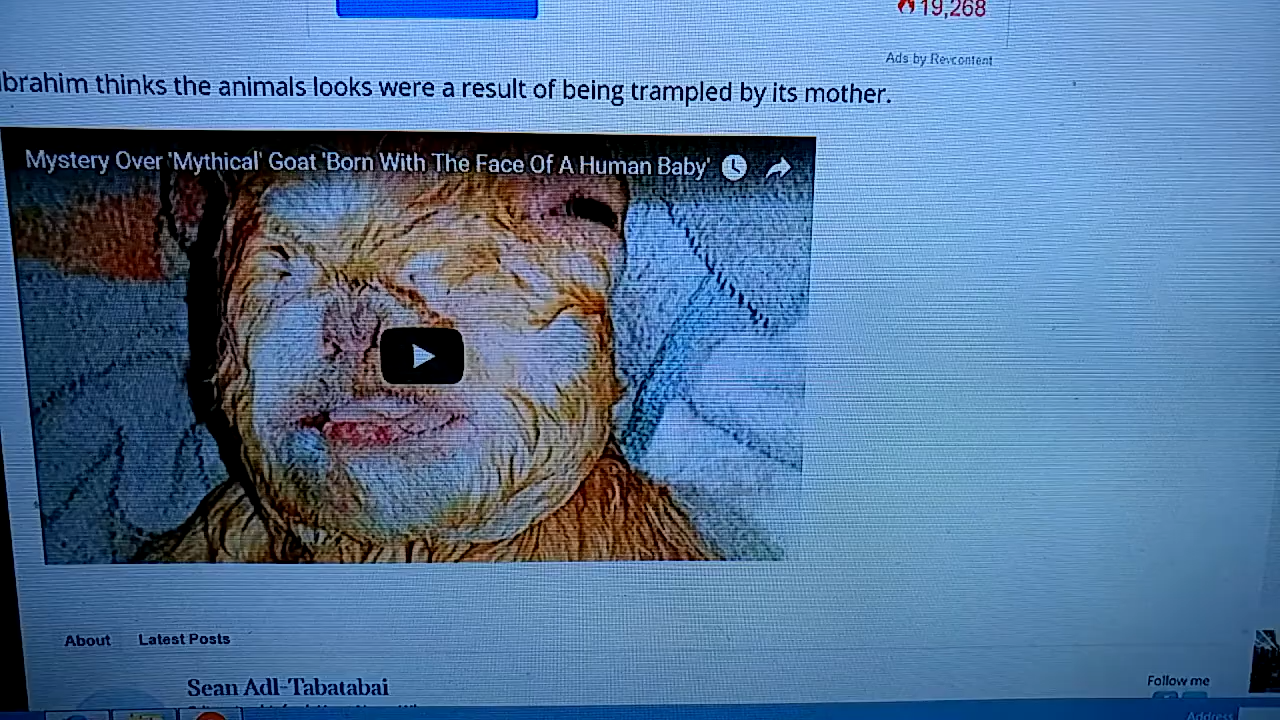 19,268
Ads by Revcontent
brahim thinks the animals looks were a result of being trampled by its mother.
Mystery Over 'Mythical' Goat 'Born With The Face Of A Human Baby'
About Latest Posts
Sean Adl-Tabatabai
Follow me
Address